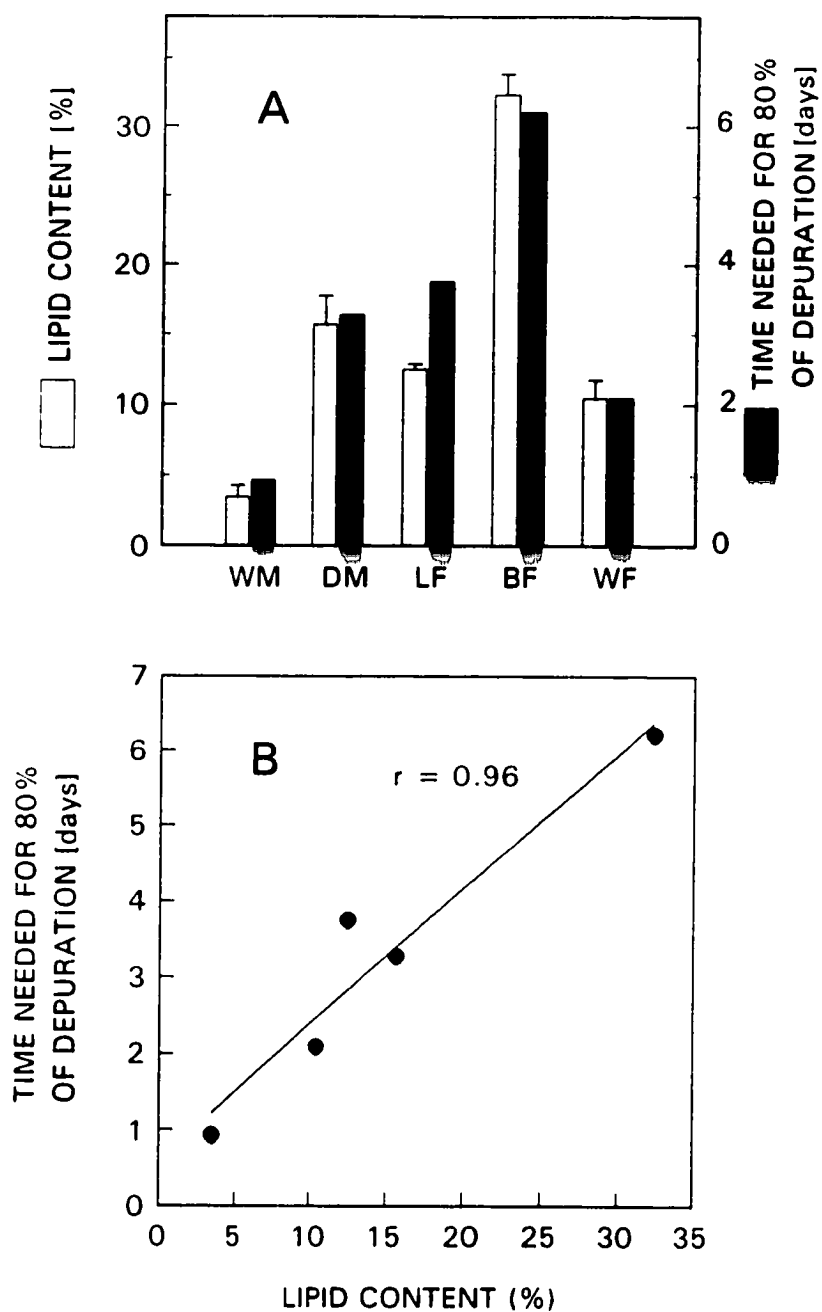 A
LIPID CONTENT [%]
30
20
10
0
6
4
2
0
TIME NEEDED FOR 80%
OF DEPURATION [days]
WM DM LF BF WF
B
r = 0.96
TIME NEEDED FOR 80%
OF DEPURATION [days]
7
6
5
4
3
2
1
0
0 5 10 15 20 25 30 35
LIPID CONTENT (%)